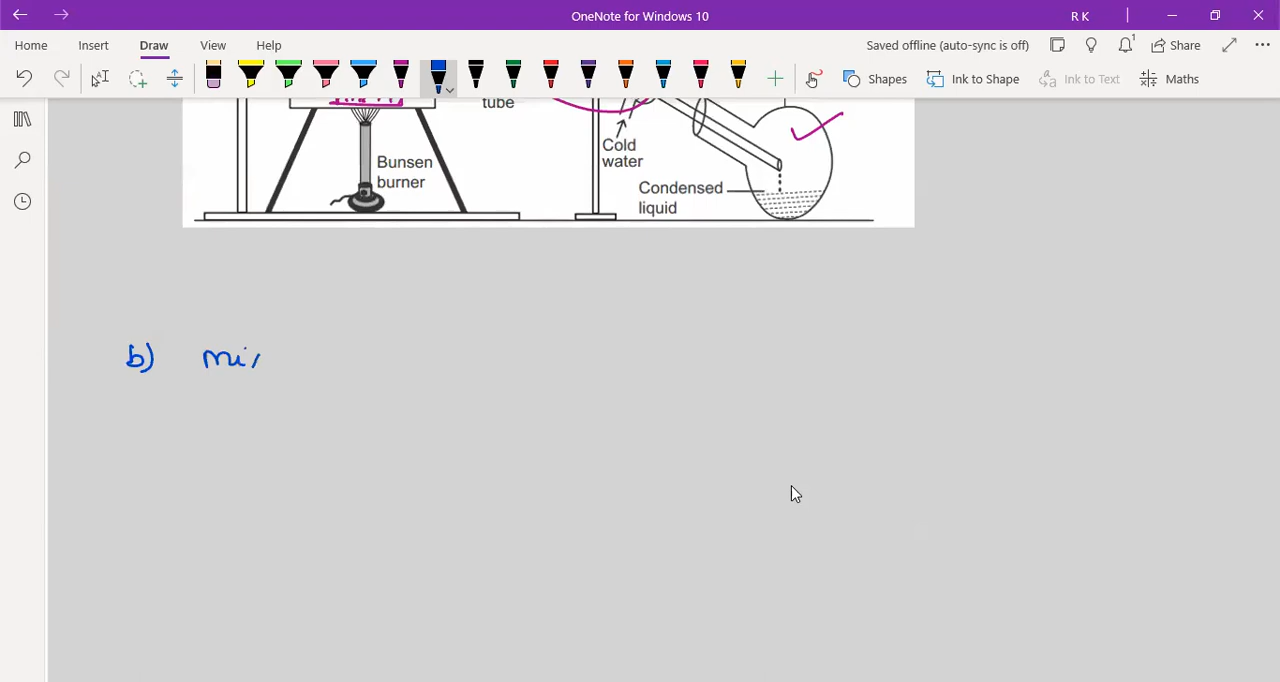 OneNote for Windows 10
R K
Home Insert Draw View Help
Saved offline (auto-sync is off)
Share
Shapes
Ink to Shape
Ink to Text
Maths
tube
Bunsen
burner
Cold
water
Condensed
liquid
b)